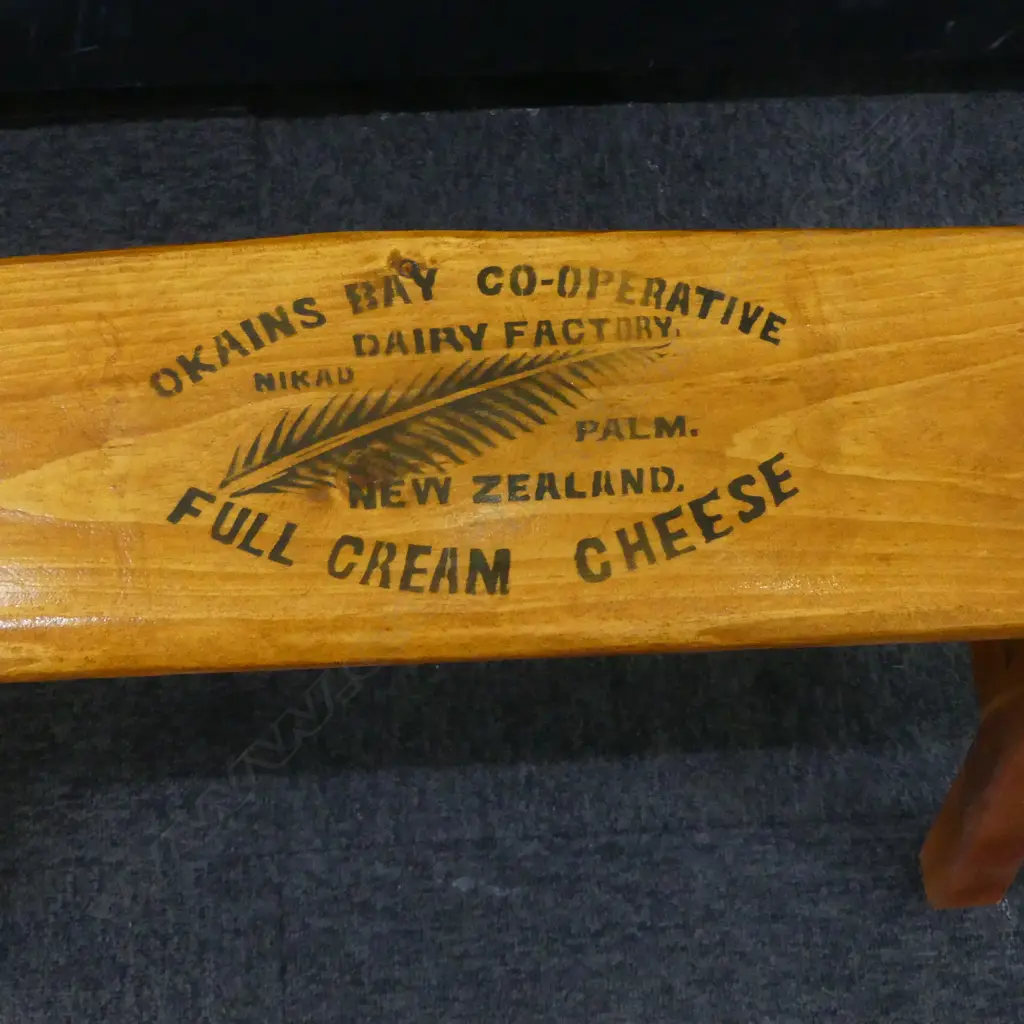 OKAINS BAY CO-OPERATIVE
DAIRY FACTORY.
NIKAU
PALM.
NEW ZEALAND.
FULL CREAM CHEESE